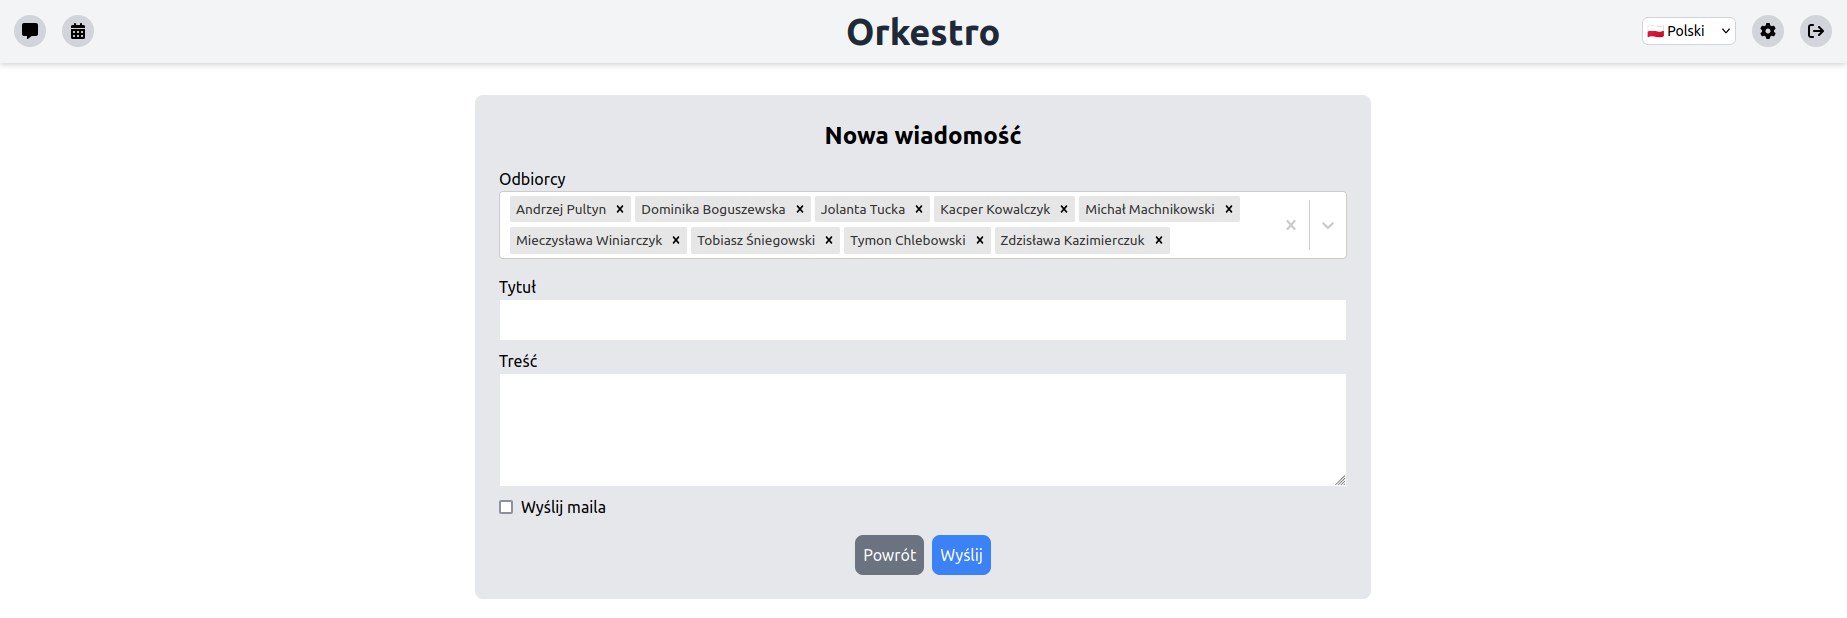 Orkestro
Polski
Nowa wiadomość
Odbiorcy
Andrzej Pultyn Dominika Boguszewska Jolanta Tucka Kacper Kowalczyk Michał Machnikowski
Mieczysława Winiarczyk Tobiasz Śniegowski Tymon Chlebowski Zdzisława Kazimierczuk
Tytuł
Treść
Wyślij maila
Powrót Wyślij